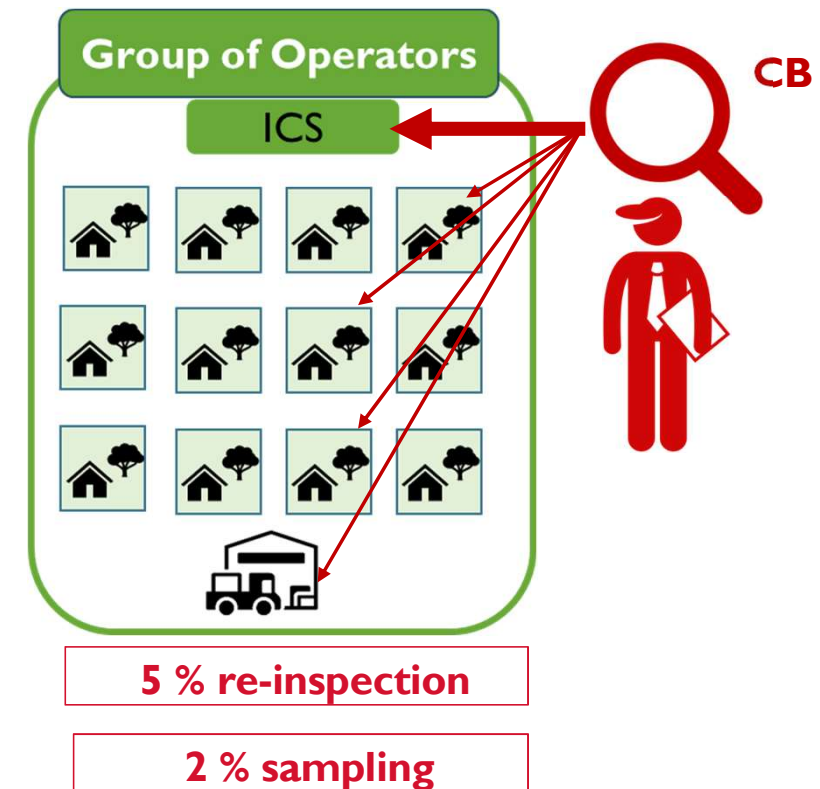 Group of Operators
CB
ICS
5 % re-inspection
2 % sampling